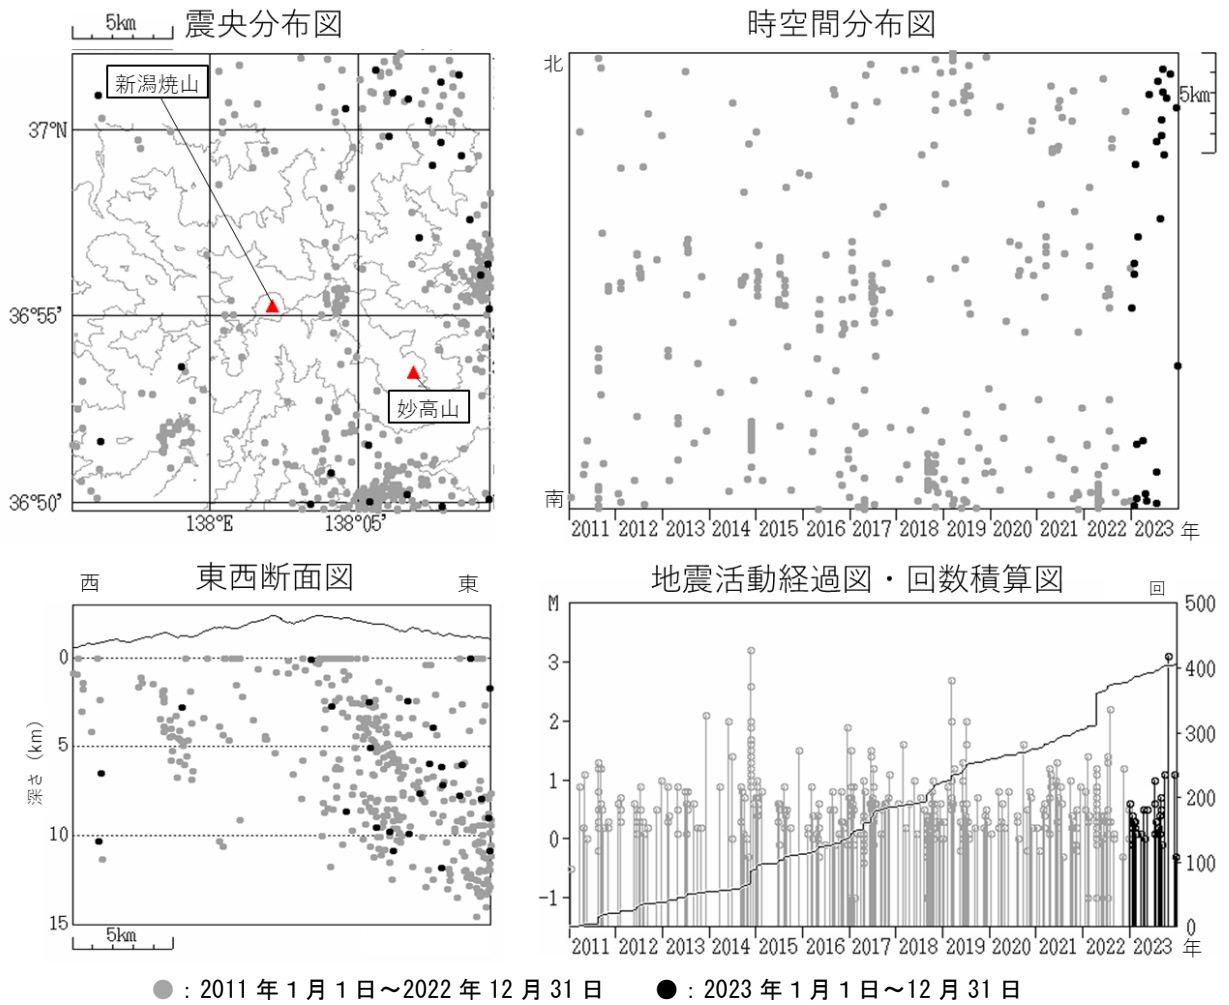 震央分布図
5km
新潟焼山
37°N
36°55’
妙高山
36°50’
138°E
138°05’
時空間分布図
北
5km
南
2011 2012 2013 2014 2015 2016 2017 2018 2019 2020 2021 2022 2023 年
東西断面図
西
東
0
5
10
15
深さ (km)
5km
地震活動経過図・回数積算図
M
回
3
2
1
0
-1
500
400
300
200
100
0
2011 2012 2013 2014 2015 2016 2017 2018 2019 2020 2021 2022 2023 年
●：2011 年 1 月 1 日～2022 年 12 月 31 日 ●：2023 年 1 月 1 日～12 月 31 日